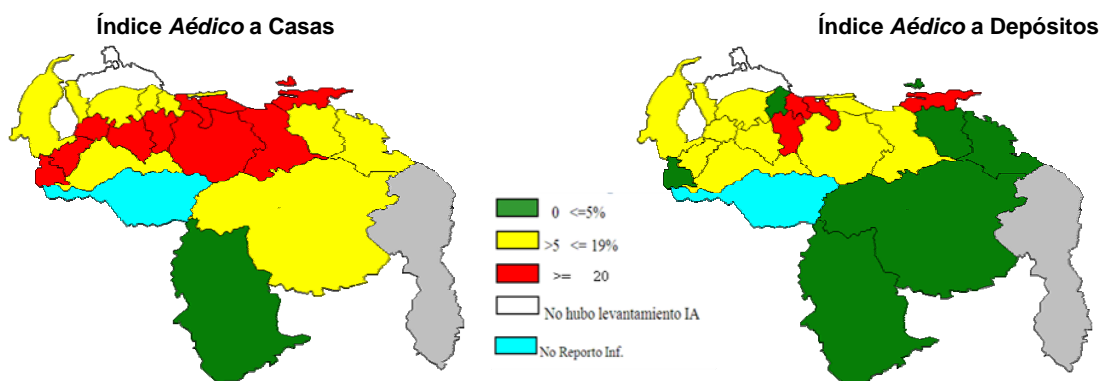 Índice Aédico a Casas
Índice Aédico a Depósitos
0 <=5%
>5 <= 19%
>= 20
No hubo levantamiento IA
No Reporto Inf.